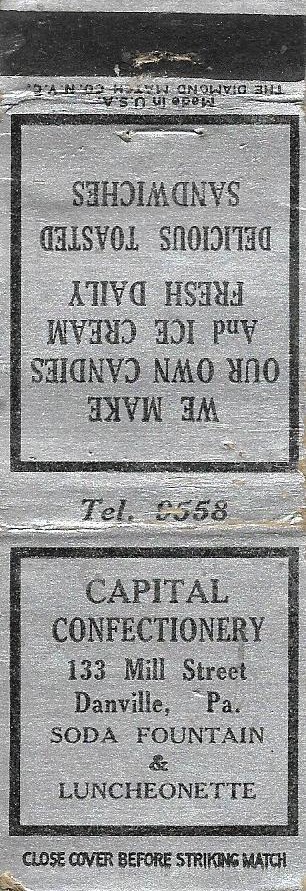 WE MAKE
OUR OWN CANDIES
And ICE CREAM
FRESH DAILY
DELICIOUS TOASTED
SANDWICHES
Made in U.S.A.
THE DIAMOND MATCH CO. N.Y.C.
Tel.
CAPITAL
CONFECTIONERY
133 Mill Street
Danville, Pa.
SODA FOUNTAIN
&
LUNCHEONETTE
CLOSE COVER BEFORE STRIKING MATCH